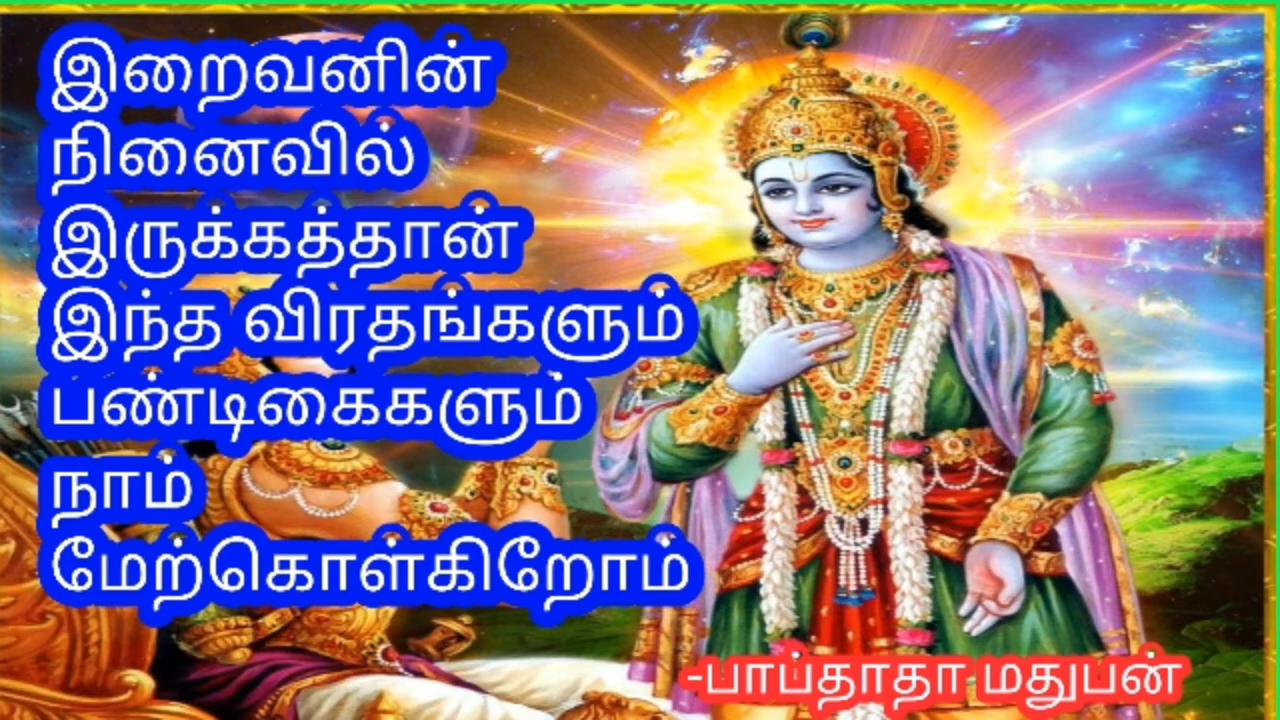 இறைவனின்
நினைவில்
இருக்கத்தான்
இந்த விரதங்களும்
பண்டிகைகளும்
நாம்
மேற்கொள்கிறோம்
-பாப்தாதா மதுபன்